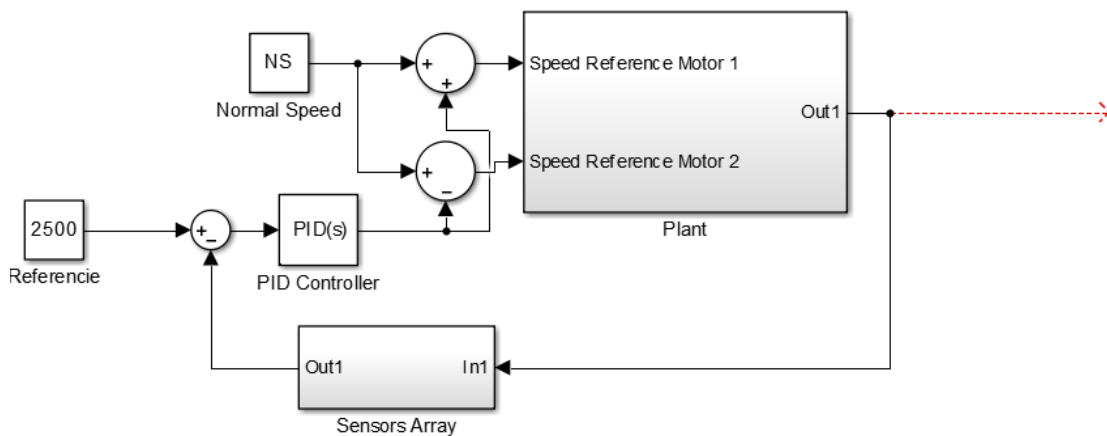 NS
Normal Speed
+
+
Speed Reference Motor 1
Out1
+
−
Speed Reference Motor 2
Plant
2500
Referencie
+
−
PID(s)
PID Controller
Out1
In1
Sensors Array